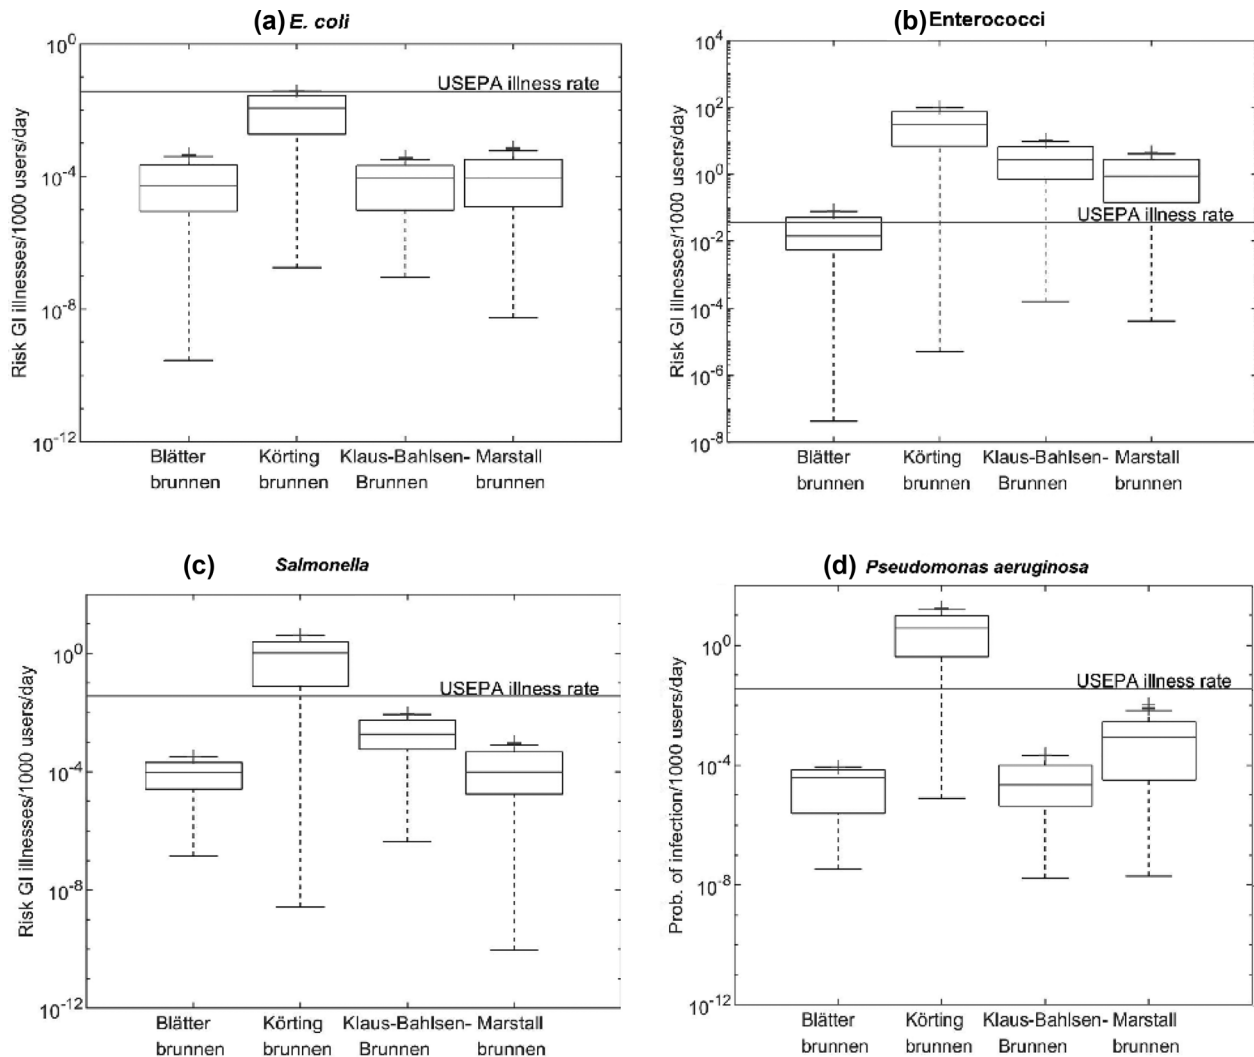 (a) E. coli
10^0
USEPA illness rate
10^-4
10^-8
10^-12
Risk GI illnesses/1000 users/day
Blätter Körting Klaus-Bahlsen- Marstall
brunnen brunnen Brunnen brunnen
(b) Enterococci
10^4
10^2
10^0
USEPA illness rate
10^-2
10^-4
10^-6
10^-8
Risk GI illnesses/1000 users/day
Blätter Körting Klaus-Bahlsen- Marstall
brunnen brunnen Brunnen brunnen
(c) Salmonella
10^0
USEPA illness rate
10^-4
10^-8
10^-12
Risk GI illnesses/1000 users/day
Blätter Körting Klaus-Bahlsen- Marstall
brunnen brunnen Brunnen brunnen
(d) Pseudomonas aeruginosa
10^0
USEPA illness rate
10^-4
10^-8
10^-12
Prob. of infection/1000 users/day
Blätter Körting Klaus-Bahlsen- Marstall
brunnen brunnen Brunnen brunnen